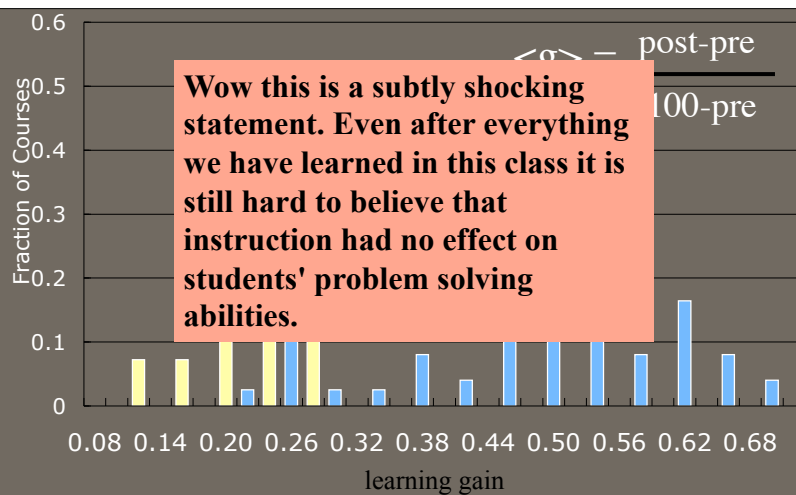 0.6
<g> = post-pre
100-pre
Wow this is a subtly shocking
statement. Even after everything
we have learned in this class it is
still hard to believe that
instruction had no effect on
students' problem solving
abilities.
Fraction of Courses
0.5
0.4
0.3
0.2
0.1
0
0.08 0.14 0.20 0.26 0.32 0.38 0.44 0.50 0.56 0.62 0.68
learning gain